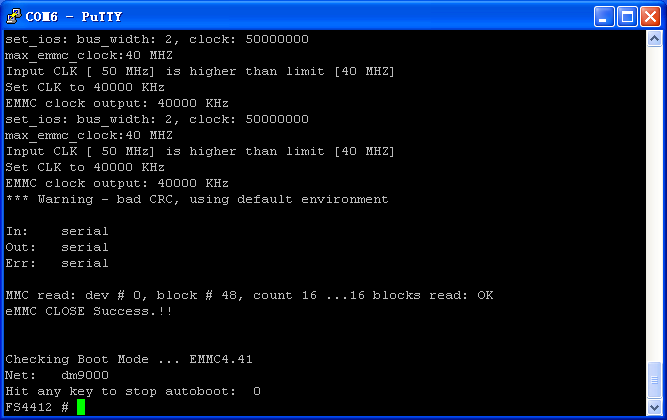 COM6 - PuTTY
set_ios: bus_width: 2, clock: 50000000
max_emmc_clock:40 MHZ
Input CLK [ 50 MHz] is higher than limit [40 MHZ]
Set CLK to 40000 KHz
EMMC clock output: 40000 KHz
set_ios: bus_width: 2, clock: 50000000
max_emmc_clock:40 MHZ
Input CLK [ 50 MHz] is higher than limit [40 MHZ]
Set CLK to 40000 KHz
EMMC clock output: 40000 KHz
*** Warning - bad CRC, using default environment
In:    serial
Out:   serial
Err:   serial
MMC read: dev # 0, block # 48, count 16 ...16 blocks read: OK
eMMC CLOSE Success.!!
Checking Boot Mode ... EMMC4.41
Net:   dm9000
Hit any key to stop autoboot:  0
FS4412 #